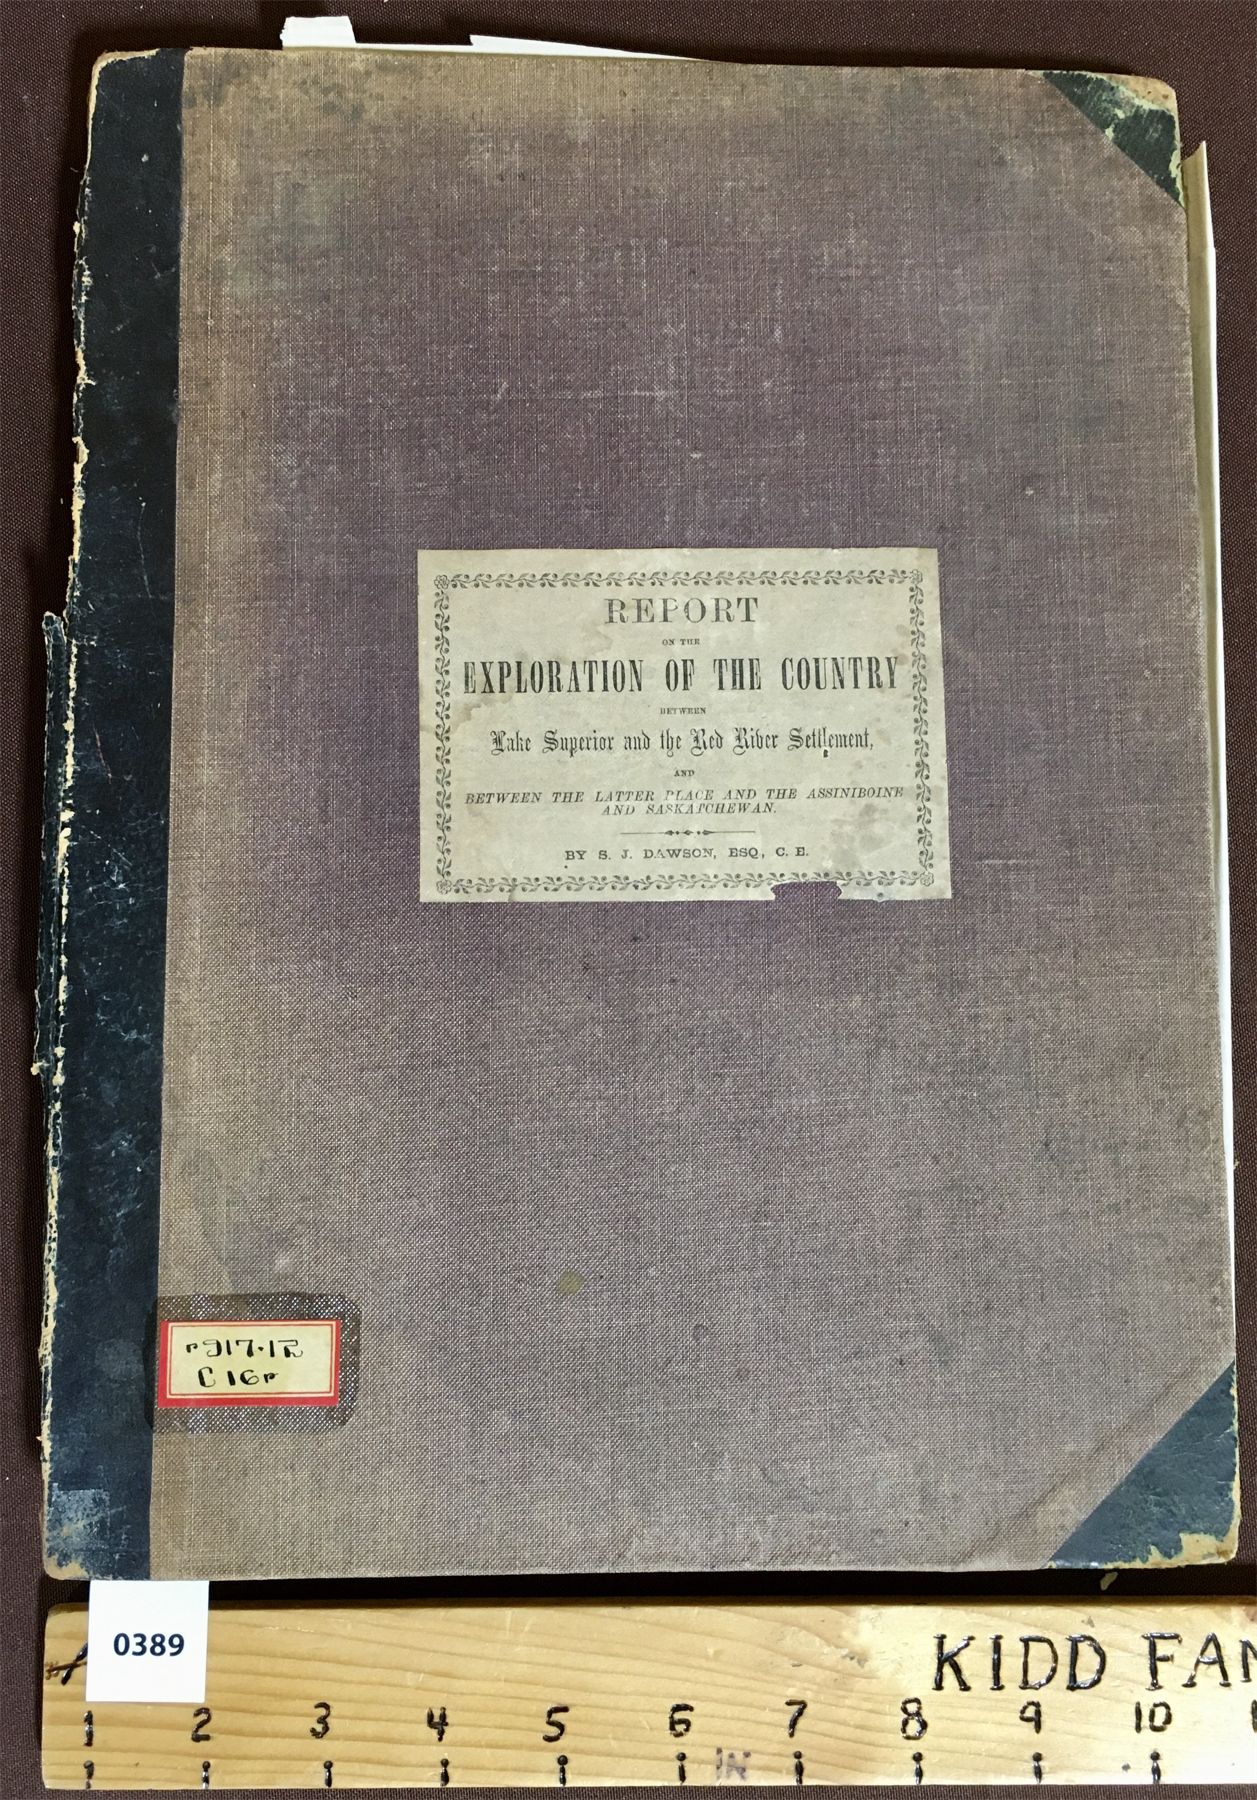 REPORT
ON THE
EXPLORATION OF THE COUNTRY
BETWEEN
Lake Superior and the Red River Settlement,
AND
BETWEEN THE LATTER PLACE AND THE ASSINIBOINE
AND SASKATCHEWAN.
BY S. J. DAWSON, ESQ., C. E.
r917.12
C16r
0389
KIDD FAM
1 2 3 4 5 6 7 8 9 10
IN